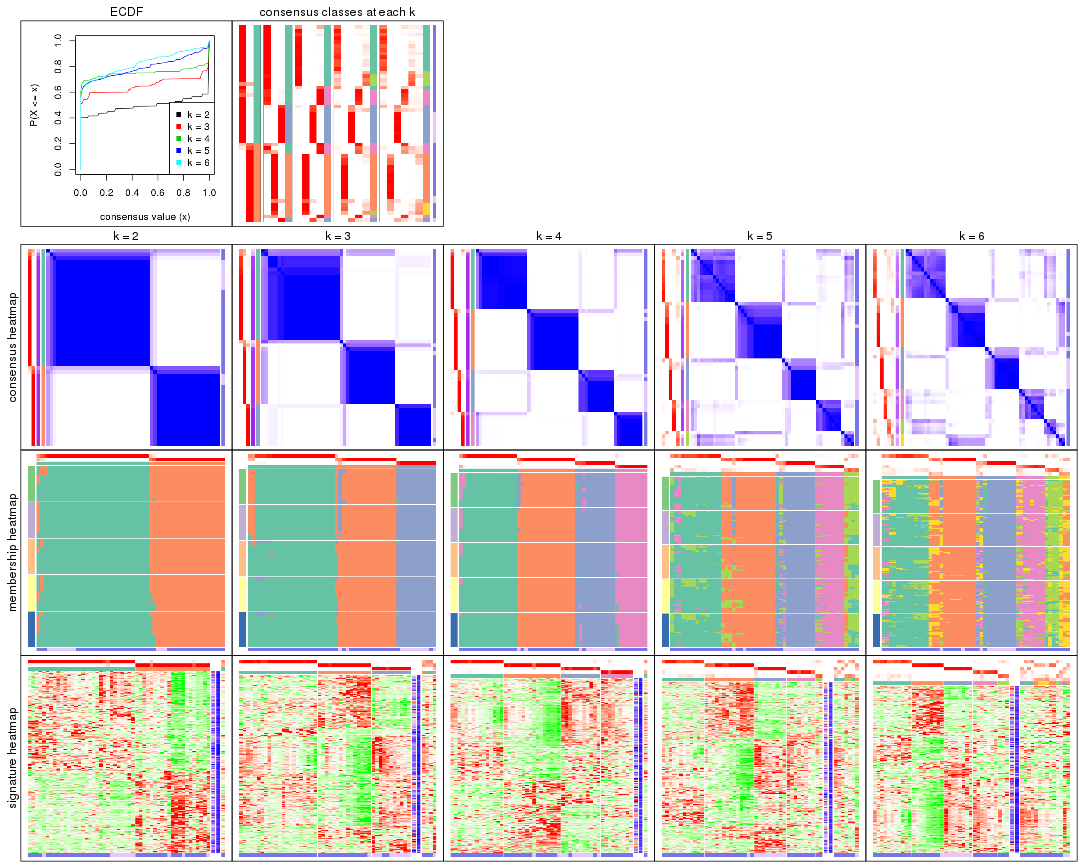 ECDF
consensus classes at each k
P(X <= x)
0.0 0.2 0.4 0.6 0.8 1.0
k = 2
k = 3
k = 4
k = 5
k = 6
0.0 0.2 0.4 0.6 0.8 1.0
consensus value (x)
k = 2
k = 3
k = 4
k = 5
k = 6
consensus heatmap
membership heatmap
signature heatmap